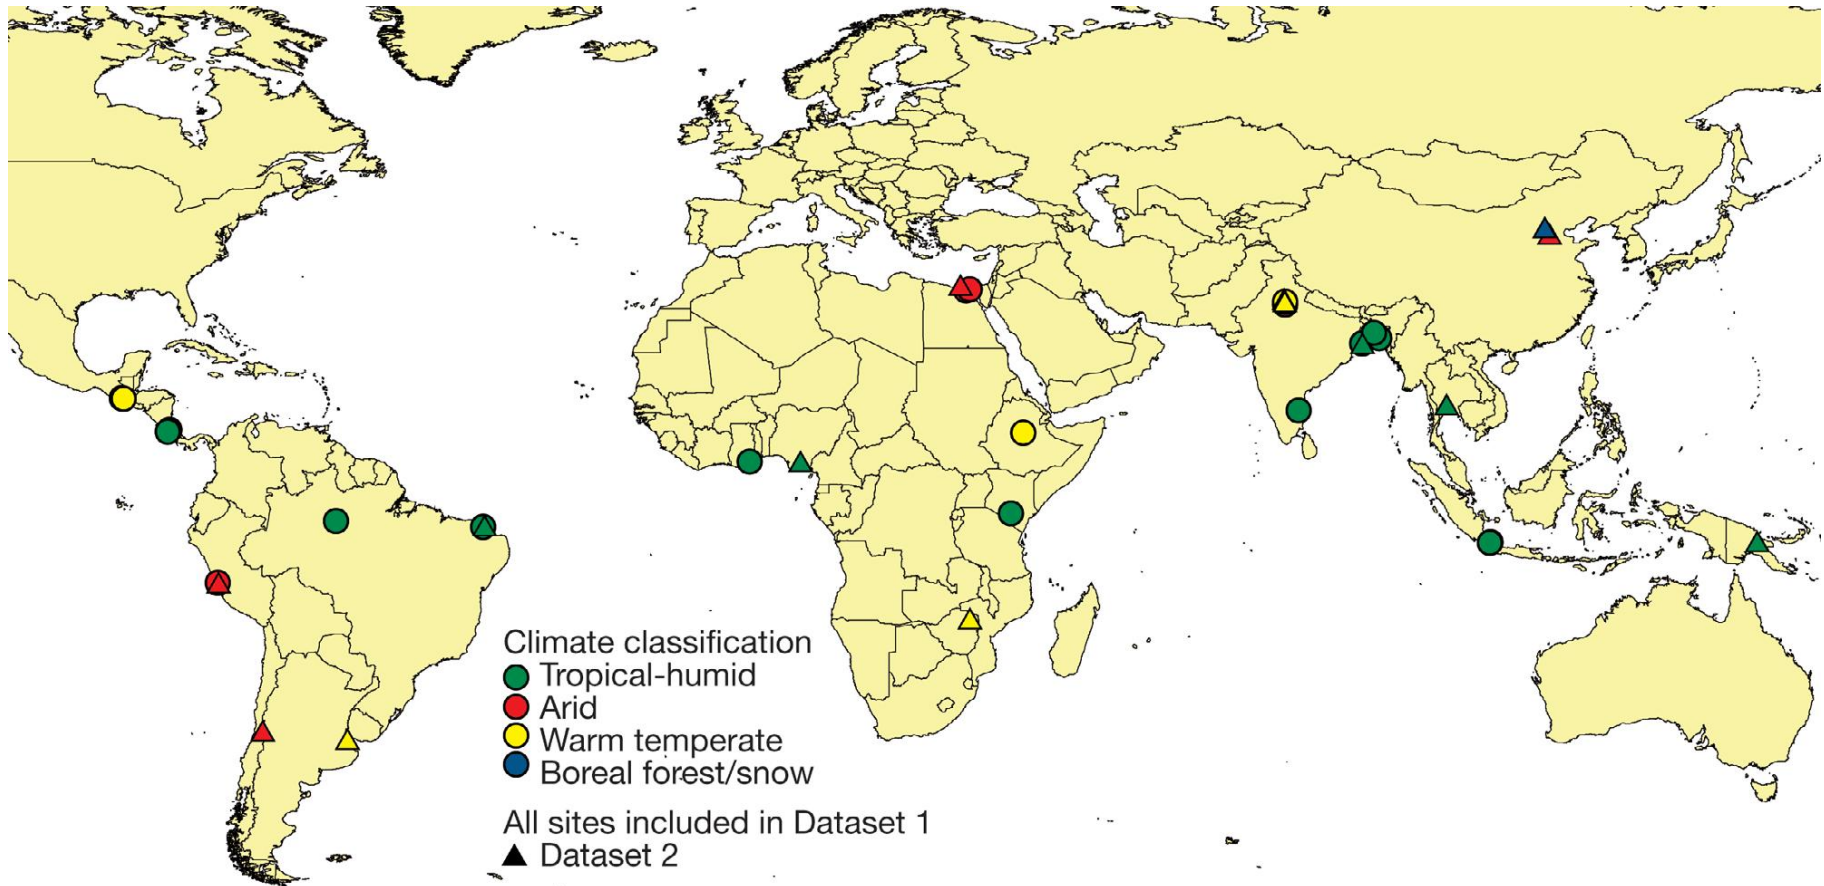 Climate classification
Tropical-humid
Arid
Warm temperate
Boreal forest/snow
All sites included in Dataset 1
Dataset 2